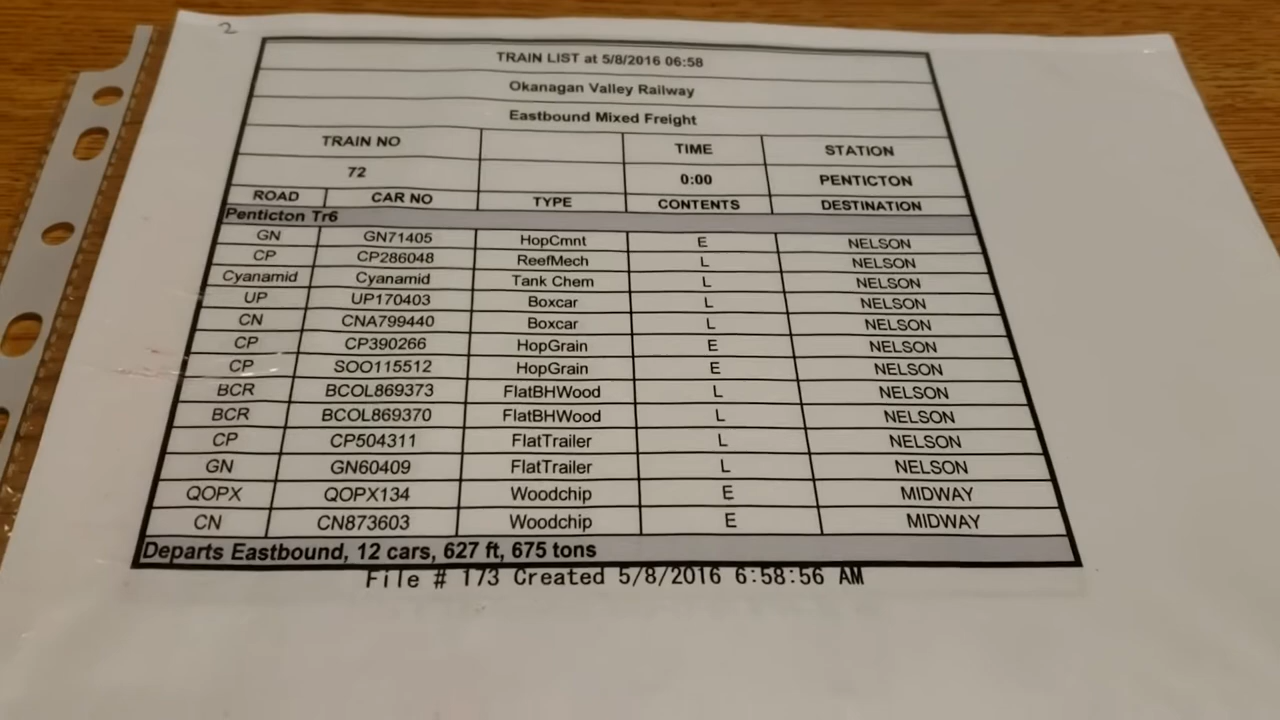 2
TRAIN LIST at 5/8/2016 06:58
Okanagan Valley Railway
Eastbound Mixed Freight
TRAIN NO TIME STATION
72 0:00 PENTICTON
ROAD CAR NO TYPE CONTENTS DESTINATION
Penticton Tr6
GN GN71405 HopCmnt E NELSON
CP CP286048 ReefMech L NELSON
Cyanamid Cyanamid Tank Chem L NELSON
UP UP170403 Boxcar L NELSON
CN CNA799440 Boxcar L NELSON
CP CP390266 HopGrain E NELSON
CP SOO115512 HopGrain E NELSON
BCR BCOL869373 FlatBHWood L NELSON
BCR BCOL869370 FlatBHWood L NELSON
CP CP504311 FlatTrailer L NELSON
GN GN60409 FlatTrailer L NELSON
QOPX QOPX134 Woodchip E MIDWAY
CN CN873603 Woodchip E MIDWAY
Departs Eastbound, 12 cars, 627 ft, 675 tons
File # 173 Created 5/8/2016 6:58:56 AM